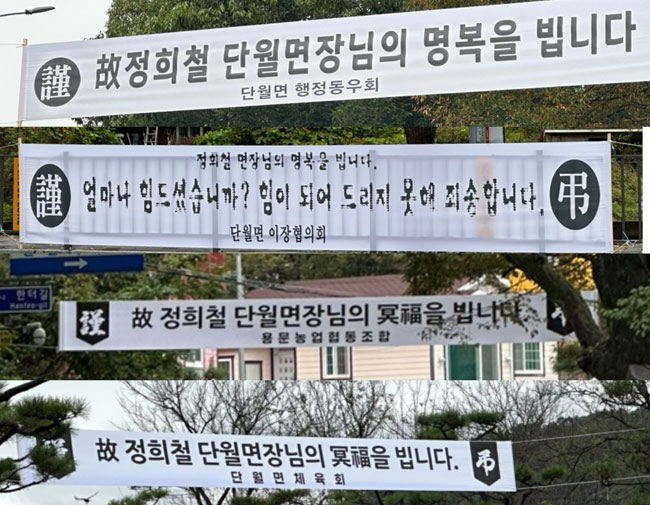 謹 故 정희철 단월면장님의 명복을 빕니다
단월면 행정동우회
정희철 면장님의 명복을 빕니다.
謹 얼마나 힘드셨습니까? 힘이 되어 드리지 못해 죄송합니다. 弔
단월면 이장협의회
한터길
Hanteo-gil
謹 故 정희철 단월면장님의 冥福을 빕니다
용문농업협동조합
故 정희철 단월면장님의 冥福을 빕니다. 弔
단월면체육회